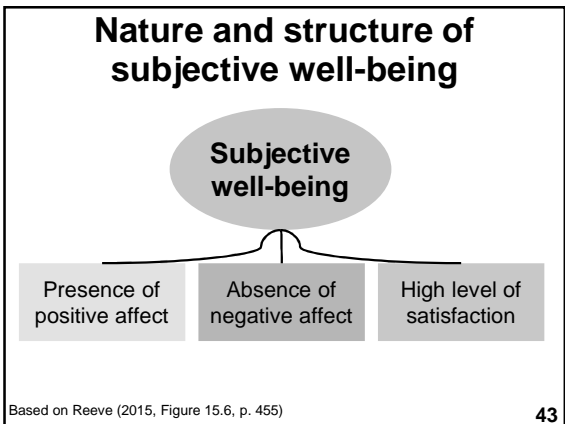 Nature and structure of
subjective well-being
Subjective
well-being
Presence of
positive affect
Absence of
negative affect
High level of
satisfaction
Based on Reeve (2015, Figure 15.6, p. 455)
43